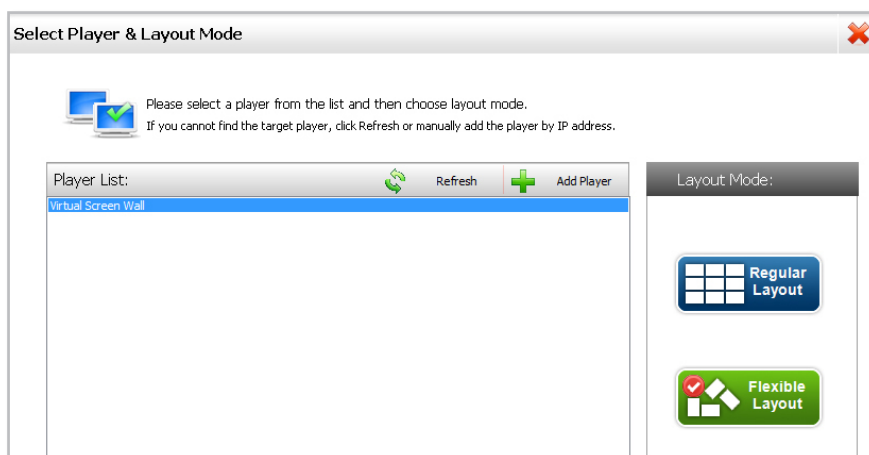 Select Player & Layout Mode
Please select a player from the list and then choose layout mode.
If you cannot find the target player, click Refresh or manually add the player by IP address.
Player List:
Refresh
Add Player
Layout Mode:
Virtual Screen Wall
Regular
Layout
Flexible
Layout